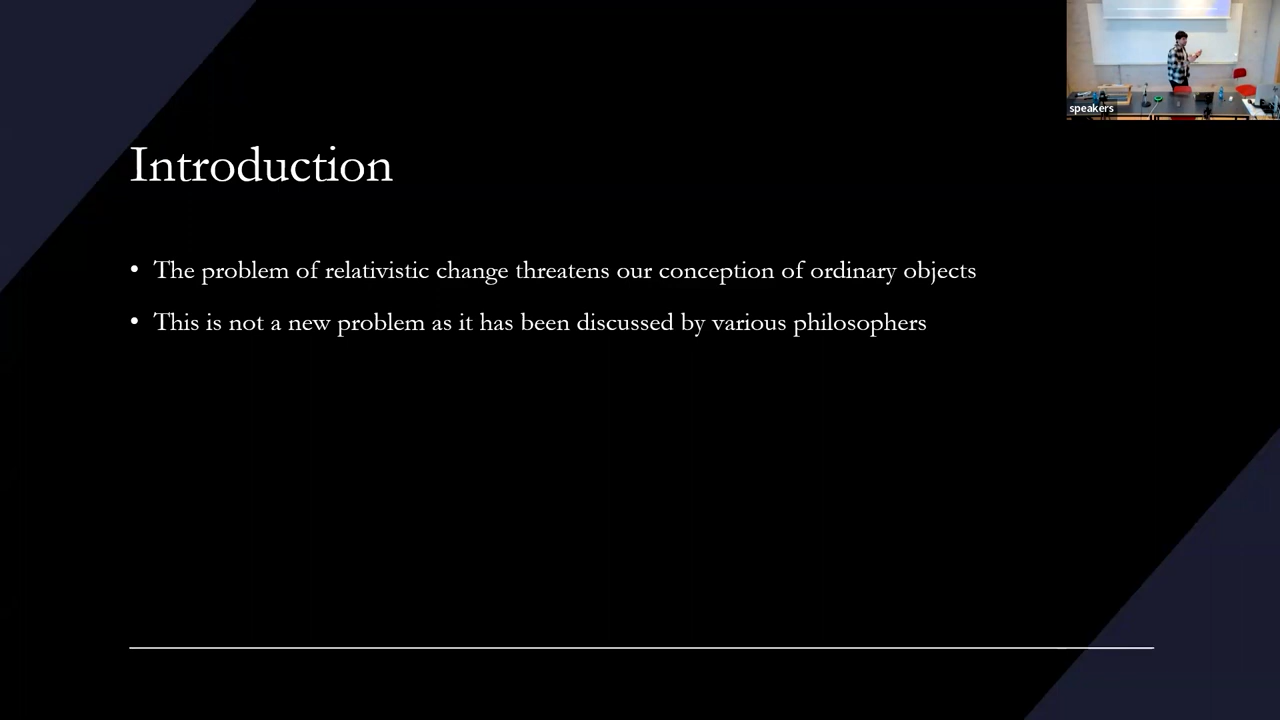 speakers
Introduction
• The problem of relativistic change threatens our conception of ordinary objects
• This is not a new problem as it has been discussed by various philosophers